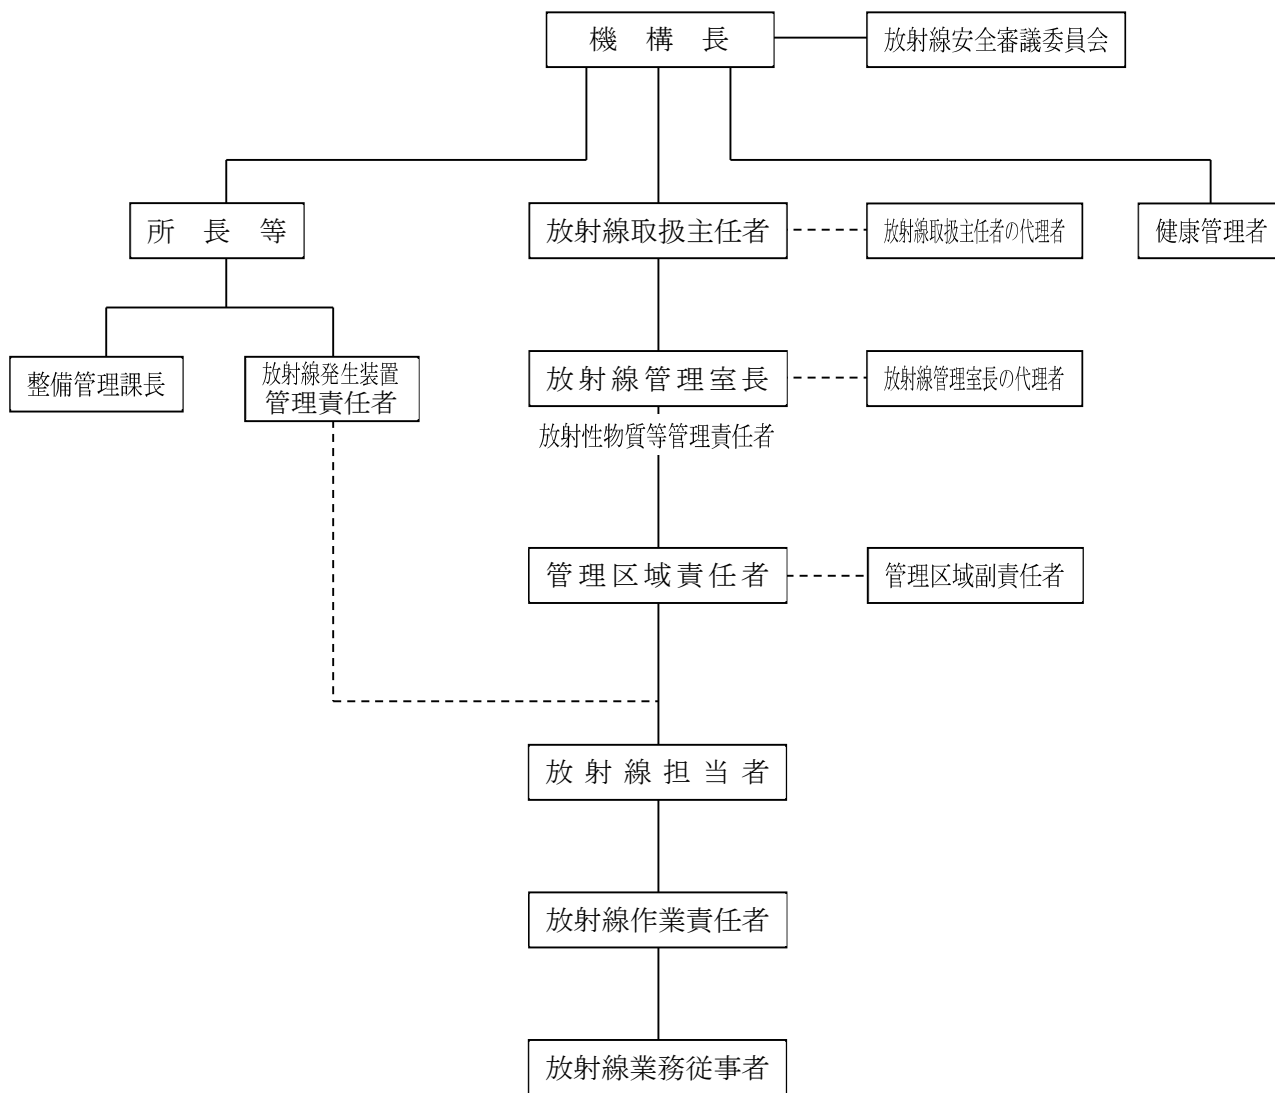 機構長
放射線安全審議委員会
所長等
放射線取扱主任者
放射線取扱主任者の代理者
健康管理者
整備管理課長
放射線発生装置
管理責任者
放射線管理室長
放射線管理室長の代理者
放射性物質等管理責任者
管理区域責任者
管理区域副責任者
放射線担当者
放射線作業責任者
放射線業務従事者